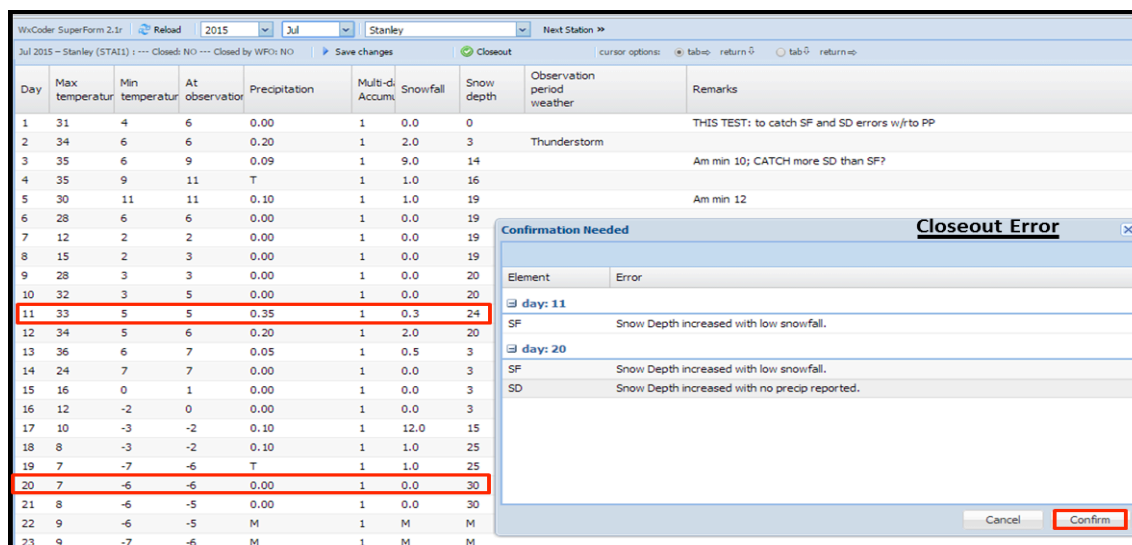 WxCoder SuperForm 2.1r Reload 2015 Jul Stanley Next Station »
Jul 2015 – Stanley (STAI1) : --- Closed: NO --- Closed by WFO: NO Save changes Closeout cursor options: tab⇨ return⇩ tab⇩ return⇨
Day Max temperatur Min temperatur At observation Precipitation Multi-da Accumu Snowfall Snow depth Observation period weather Remarks
1 31 4 6 0.00 1 0.0 0 THIS TEST: to catch SF and SD errors w/rto PP
2 34 6 6 0.20 1 2.0 3 Thunderstorm
3 35 6 9 0.09 1 9.0 14 Am min 10; CATCH more SD than SF?
4 35 9 11 T 1 1.0 16
5 30 11 11 0.10 1 1.0 19 Am min 12
6 28 6 6 0.00 1 0.0 19
7 12 2 2 0.00 1 0.0 19
8 15 2 3 0.00 1 0.0 19
9 28 3 3 0.00 1 0.0 20
10 32 3 5 0.00 1 0.0 20
11 33 5 5 0.35 1 0.3 24
12 34 5 6 0.20 1 2.0 20
13 36 6 7 0.05 1 0.5 3
14 24 7 7 0.00 1 0.0 3
15 16 0 1 0.00 1 0.0 3
16 12 -2 0 0.00 1 0.0 3
17 10 -3 -2 0.10 1 12.0 15
18 8 -3 -2 0.10 1 1.0 25
19 7 -7 -6 T 1 1.0 25
20 7 -6 -6 0.00 1 0.0 30
21 8 -6 -5 0.00 1 0.0 30
22 9 -6 -5 M 1 M M
23 9 -7 -6 M 1 M M
Confirmation Needed Closeout Error
Element Error
day: 11
SF Snow Depth increased with low snowfall.
day: 20
SF Snow Depth increased with low snowfall.
SD Snow Depth increased with no precip reported.
Cancel Confirm